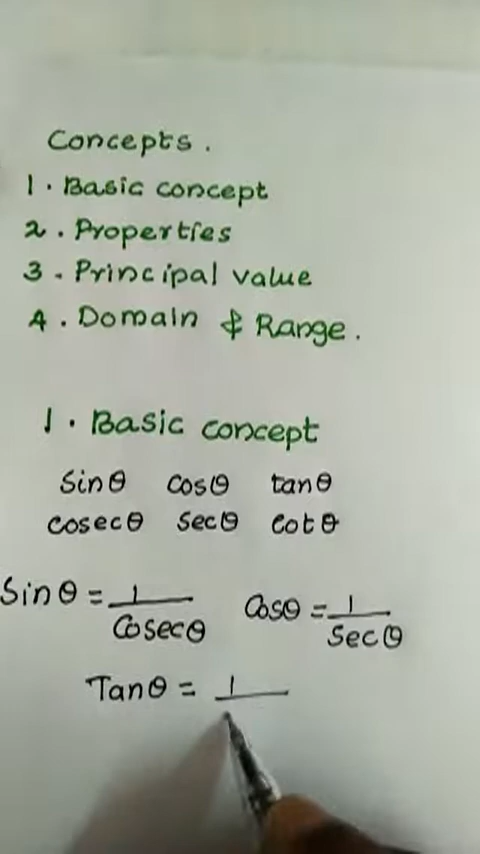 Concepts.
1. Basic concept
2. Properties
3. Principal value
4. Domain & Range.
1. Basic concept
Sinθ Cosθ tanθ
cosecθ Secθ Cotθ
Sinθ = 1/Cosecθ Cosθ = 1/Secθ
Tanθ = 1/